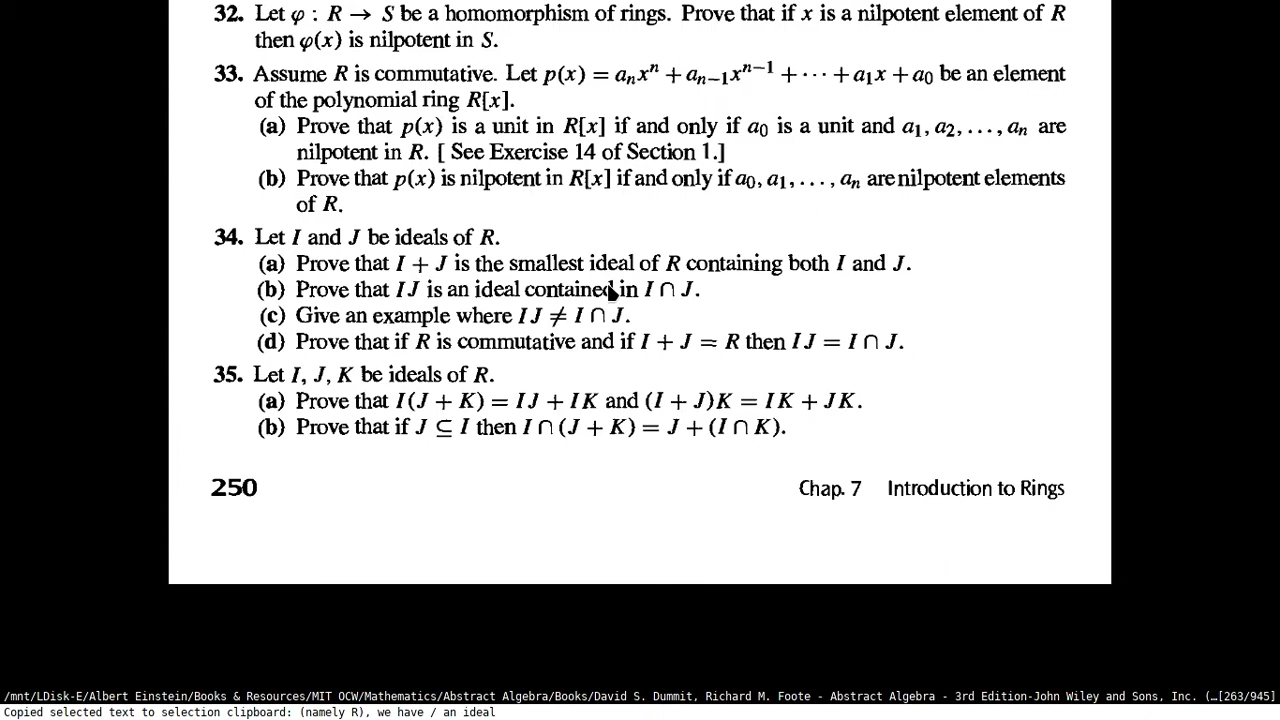 32. Let φ : R → S be a homomorphism of rings. Prove that if x is a nilpotent element of R
then φ(x) is nilpotent in S.
33. Assume R is commutative. Let p(x) = aₙxⁿ + aₙ₋₁xⁿ⁻¹ + ··· + a₁x + a₀ be an element
of the polynomial ring R[x].
(a) Prove that p(x) is a unit in R[x] if and only if a₀ is a unit and a₁, a₂, . . . , aₙ are
nilpotent in R. [ See Exercise 14 of Section 1.]
(b) Prove that p(x) is nilpotent in R[x] if and only if a₀, a₁, . . . , aₙ are nilpotent elements
of R.
34. Let I and J be ideals of R.
(a) Prove that I + J is the smallest ideal of R containing both I and J.
(b) Prove that IJ is an ideal contained in I ∩ J.
(c) Give an example where IJ ≠ I ∩ J.
(d) Prove that if R is commutative and if I + J = R then IJ = I ∩ J.
35. Let I, J, K be ideals of R.
(a) Prove that I(J + K) = IJ + IK and (I + J)K = IK + JK.
(b) Prove that if J ⊆ I then I ∩ (J + K) = J + (I ∩ K).
250 Chap. 7 Introduction to Rings
/mnt/LDisk-E/Albert Einstein/Books & Resources/MIT OCW/Mathematics/Abstract Algebra/Books/David S. Dummit, Richard M. Foote - Abstract Algebra - 3rd Edition-John Wiley and Sons, Inc. (…[263/945]
Copied selected text to selection clipboard: (namely R), we have / an ideal